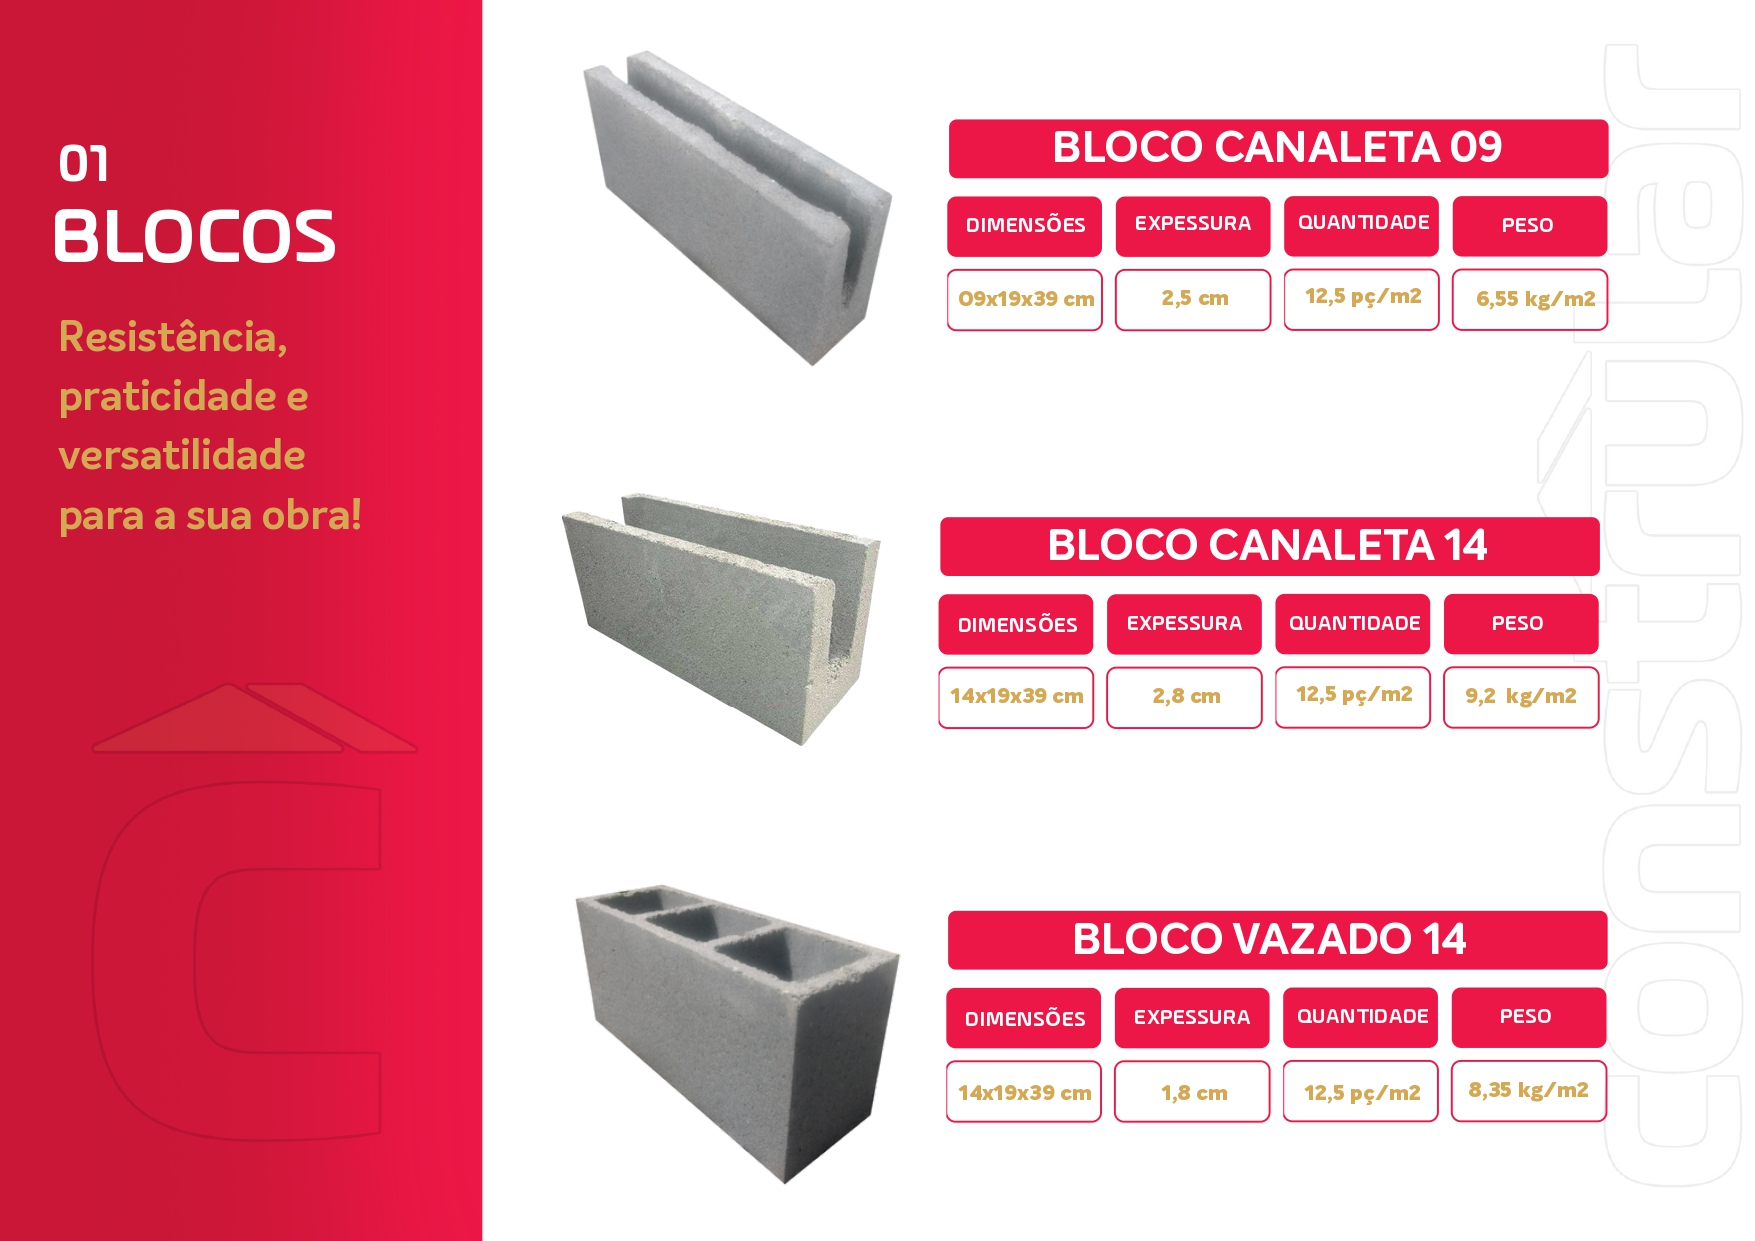 01
BLOCOS
Resistência,
praticidade e
versatilidade
para a sua obra!
BLOCO CANALETA 09
DIMENSÕES EXPESSURA QUANTIDADE PESO
09x19x39 cm 2,5 cm 12,5 pç/m2 6,55 kg/m2
BLOCO CANALETA 14
DIMENSÕES EXPESSURA QUANTIDADE PESO
14x19x39 cm 2,8 cm 12,5 pç/m2 9,2 kg/m2
BLOCO VAZADO 14
DIMENSÕES EXPESSURA QUANTIDADE PESO
14x19x39 cm 1,8 cm 12,5 pç/m2 8,35 kg/m2
construtar